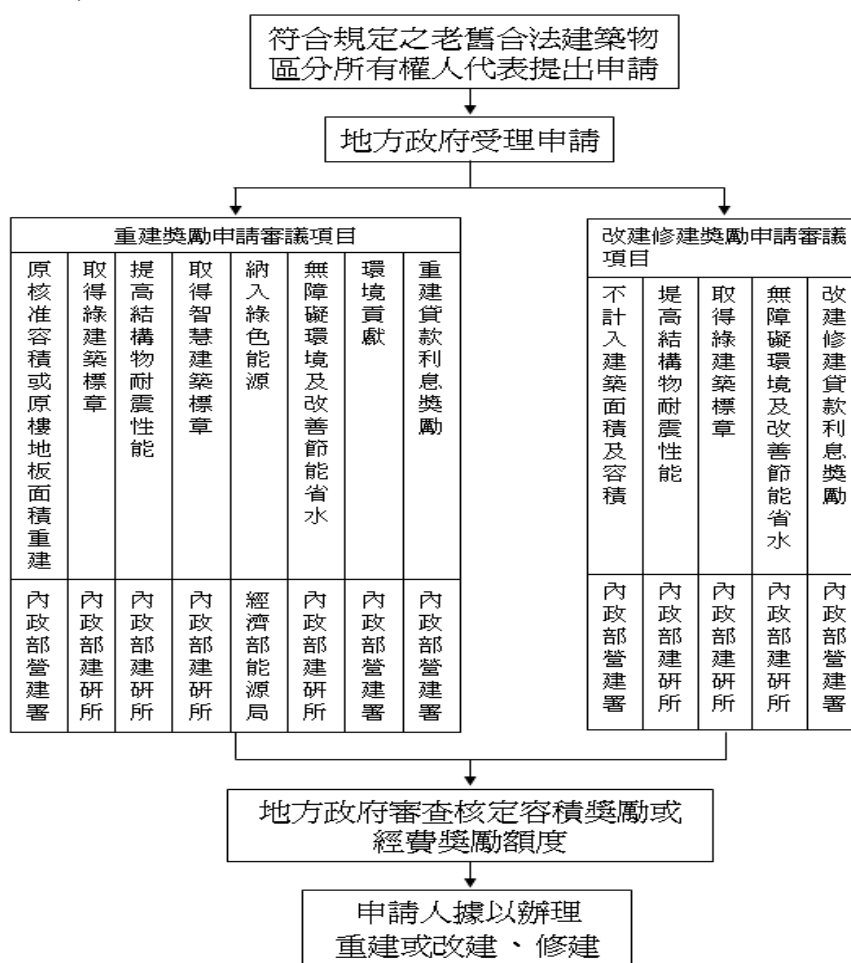 符合規定之老舊合法建築物
區分所有權人代表提出申請
地方政府受理申請
重建獎勵申請審議項目
原核准容積或原樓地板面積重建
取得綠建築標章
提高結構物耐震性能
取得智慧建築標章
納入綠色能源
無障礙環境及改善節能省水
環境貢獻
重建貸款利息獎勵
內政部營建署
內政部建研所
內政部建研所
內政部建研所
經濟部能源局
內政部建研所
內政部營建署
內政部營建署
改建修建獎勵申請審議
項目
不計入建築面積及容積
提高結構物耐震性能
取得綠建築標章
無障礙環境及改善節能省水
改建修建貸款利息獎勵
內政部營建署
內政部建研所
內政部建研所
內政部建研所
內政部營建署
地方政府審查核定容積獎勵或
經費獎勵額度
申請人據以辦理
重建或改建、修建